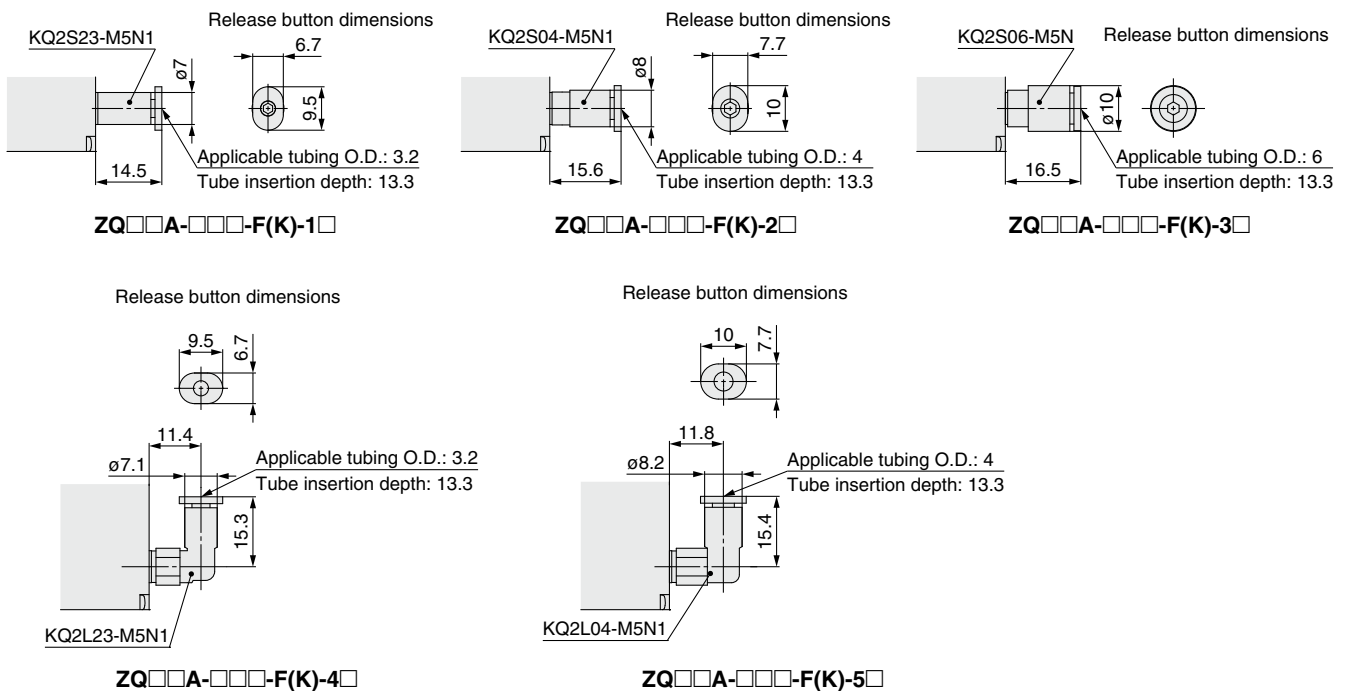 Release button dimensions
KQ2S23-M5N1
6.7
ø7
9.5
14.5
Applicable tubing O.D.: 3.2
Tube insertion depth: 13.3
ZQ□□A-□□□-F(K)-1□
Release button dimensions
KQ2S04-M5N1
7.7
ø8
10
15.6
Applicable tubing O.D.: 4
Tube insertion depth: 13.3
ZQ□□A-□□□-F(K)-2□
KQ2S06-M5N
Release button dimensions
ø10
16.5
Applicable tubing O.D.: 6
Tube insertion depth: 13.3
ZQ□□A-□□□-F(K)-3□
Release button dimensions
9.5
6.7
11.4
ø7.1
Applicable tubing O.D.: 3.2
Tube insertion depth: 13.3
15.3
KQ2L23-M5N1
ZQ□□A-□□□-F(K)-4□
Release button dimensions
10
7.7
11.8
ø8.2
Applicable tubing O.D.: 4
Tube insertion depth: 13.3
15.4
KQ2L04-M5N1
ZQ□□A-□□□-F(K)-5□